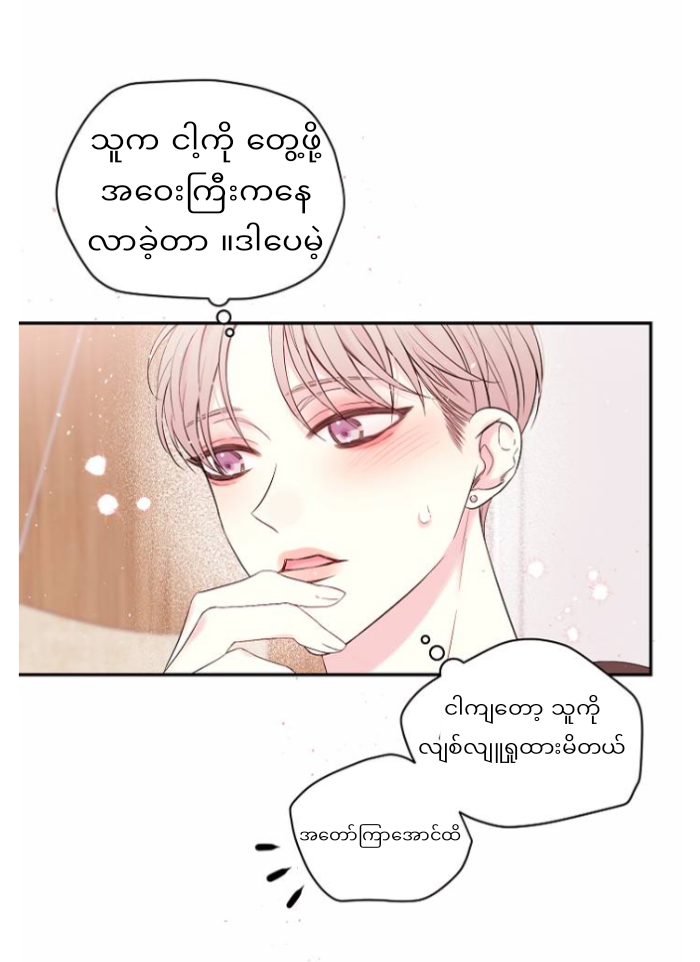 သူက ငါ့ကို တွေ့ဖို့
အဝေးကြီးကနေ
လာခဲ့တာ ။ဒါပေမဲ့
ငါကျတော့ သူကို
လျစ်လျူရှုထားမိတယ်
အတော်ကြာအောင်ထိ